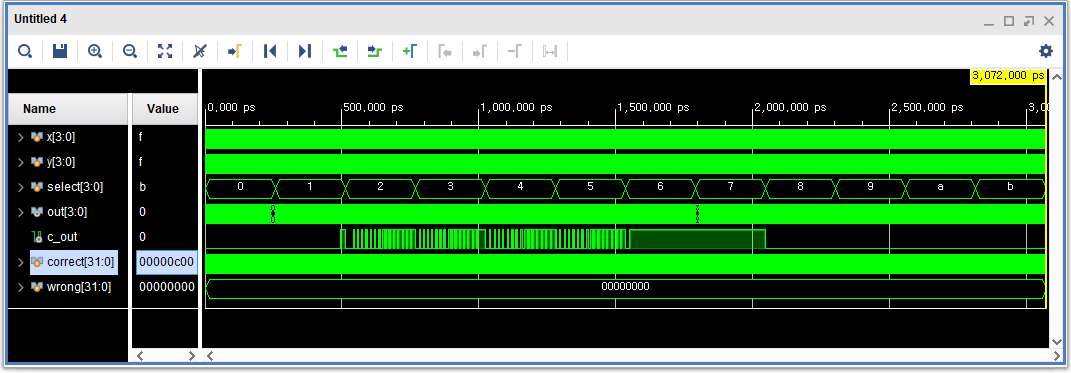 Untitled 4
3,072,000 ps
Name Value
0,000 ps 500,000 ps 1,000,000 ps 1,500,000 ps 2,000,000 ps 2,500,000 ps 3,0
x[3:0] f
y[3:0] f
select[3:0] b 0 1 2 3 4 5 6 7 8 9 a b
out[3:0] 0
c_out 0
correct[31:0] 00000c00
wrong[31:0] 00000000 00000000